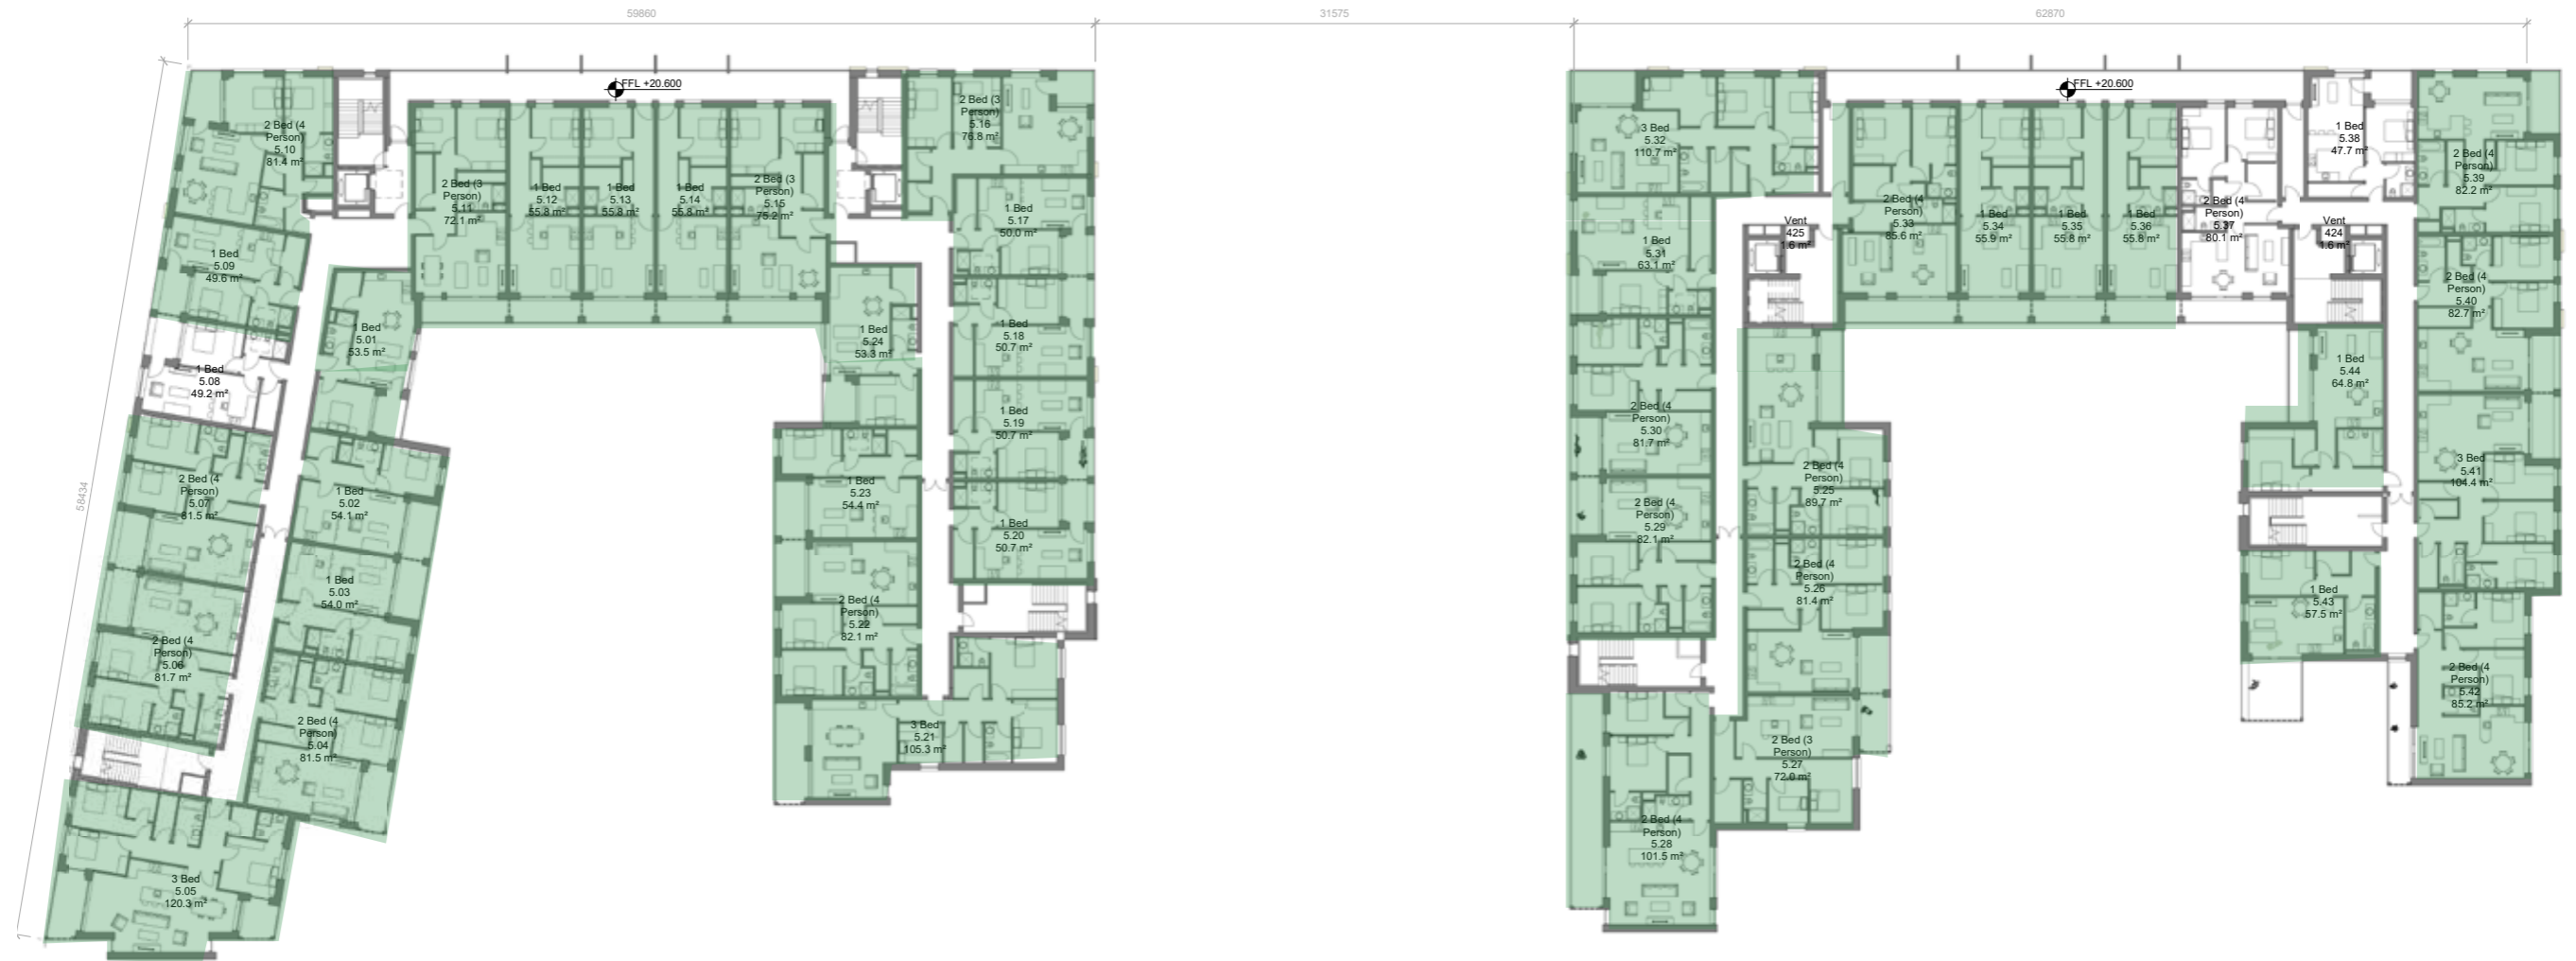 59860
31575
62870
58434
FFL +20.600
FFL +20.600
2 Bed (4
Person)
5.10
81.4 m²
1 Bed
5.09
49.6 m²
1 Bed
5.08
49.2 m²
2 Bed (4
Person)
5.07
81.5 m²
2 Bed (4
Person)
5.06
81.7 m²
3 Bed
5.05
120.3 m²
1 Bed
5.01
53.5 m²
1 Bed
5.02
54.1 m²
1 Bed
5.03
54.0 m²
2 Bed (4
Person)
5.04
81.5 m²
2 Bed (3
Person)
5.11
72.1 m²
1 Bed
5.12
55.8 m²
1 Bed
5.13
55.8 m²
1 Bed
5.14
55.8 m²
2 Bed (3
Person)
5.15
75.2 m²
2 Bed (3
Person)
5.16
76.8 m²
1 Bed
5.17
50.0 m²
1 Bed
5.18
50.7 m²
1 Bed
5.19
50.7 m²
1 Bed
5.20
50.7 m²
1 Bed
5.24
53.3 m²
1 Bed
5.23
54.4 m²
2 Bed (4
Person)
5.22
82.1 m²
3 Bed
5.21
105.3 m²
3 Bed
5.32
110.7 m²
1 Bed
5.31
63.1 m²
2 Bed (4
Person)
5.30
81.7 m²
2 Bed (4
Person)
5.29
82.1 m²
2 Bed (4
Person)
5.28
101.5 m²
Vent
425
1.6 m²
2 Bed (4
Person)
5.25
89.7 m²
2 Bed (4
Person)
5.26
81.4 m²
2 Bed (3
Person)
5.27
72.0 m²
2 Bed (4
Person)
5.33
85.6 m²
1 Bed
5.34
55.9 m²
1 Bed
5.35
55.8 m²
1 Bed
5.36
55.8 m²
2 Bed (4
Person)
5.37
80.1 m²
1 Bed
5.38
47.7 m²
Vent
424
1.6 m²
1 Bed
5.44
64.8 m²
1 Bed
5.43
57.5 m²
2 Bed (4
Person)
5.39
82.2 m²
2 Bed (4
Person)
5.40
82.7 m²
3 Bed
5.41
104.4 m²
2 Bed (4
Person)
5.42
85.2 m²